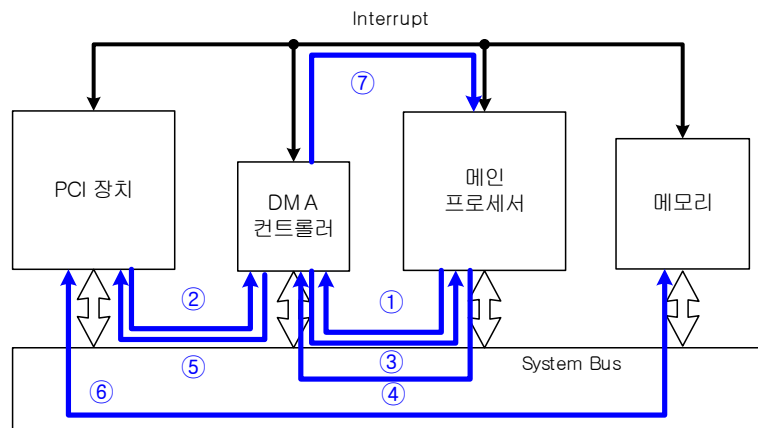 Interrupt
⑦
PCI 장치
DMA
컨트롤러
메인
프로세서
메모리
②
①
⑤
③
System Bus
⑥
④